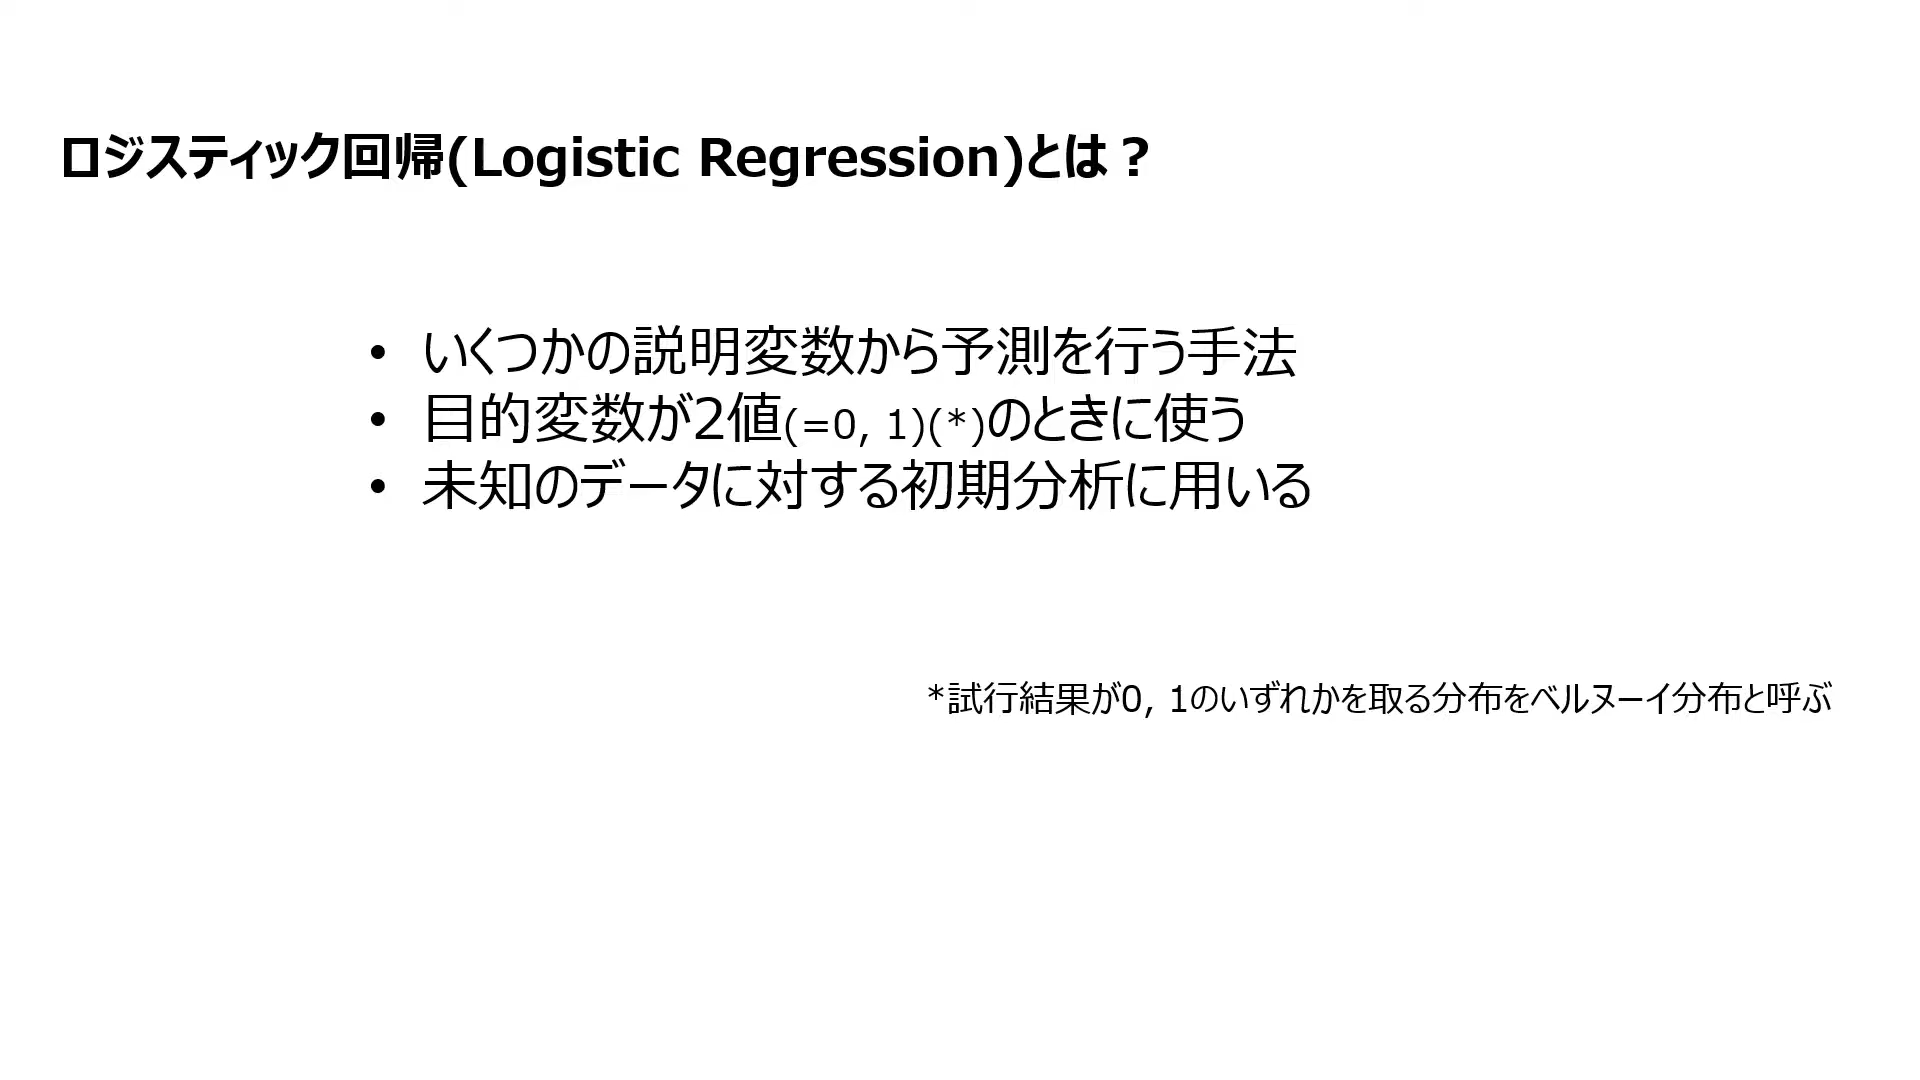 ロジスティック回帰(Logistic Regression)とは？
• いくつかの説明変数から予測を行う手法
• 目的変数が2値(=0, 1)(*)のときに使う
• 未知のデータに対する初期分析に用いる
*試行結果が0, 1のいずれかを取る分布をベルヌーイ分布と呼ぶ